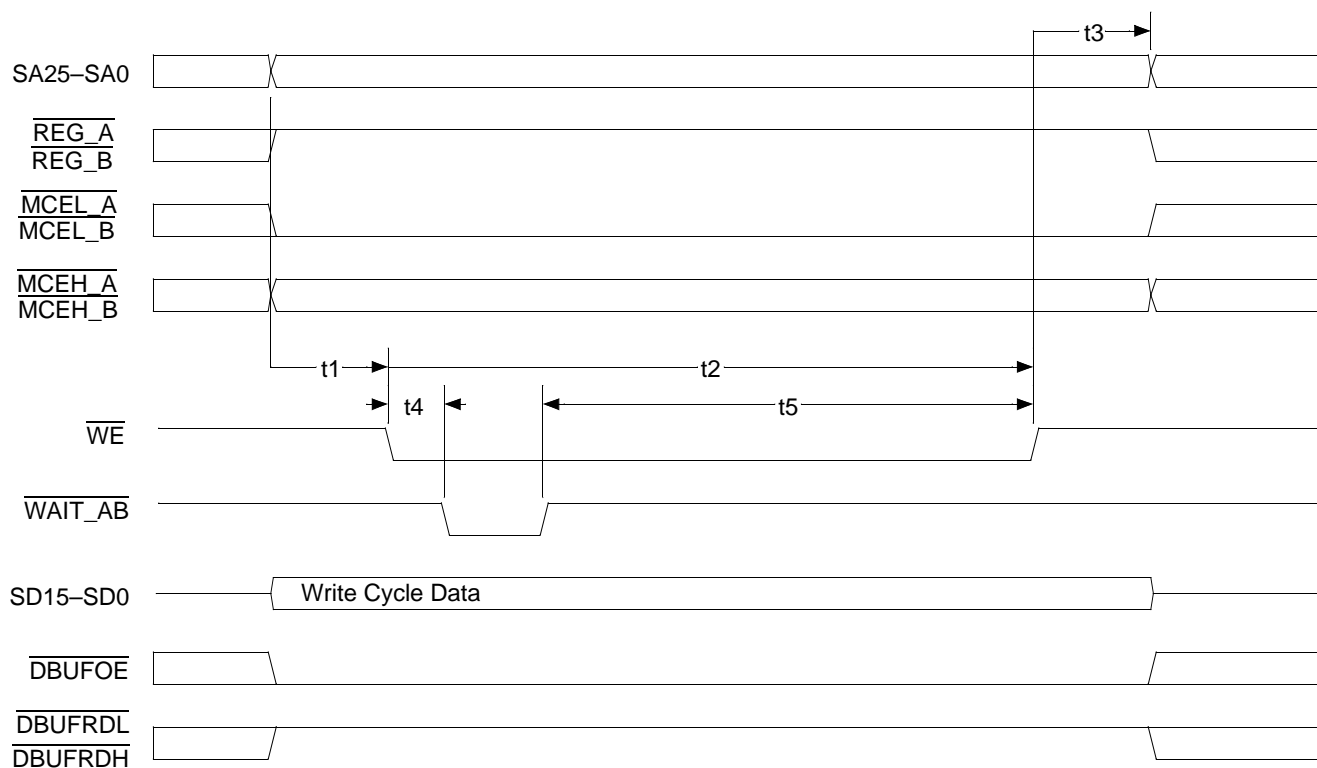 t3
SA25–SA0
REG_A
REG_B
MCEL_A
MCEL_B
MCEH_A
MCEH_B
t1
t2
t4
t5
WE
WAIT_AB
SD15–SD0
Write Cycle Data
DBUFOE
DBUFRDL
DBUFRDH